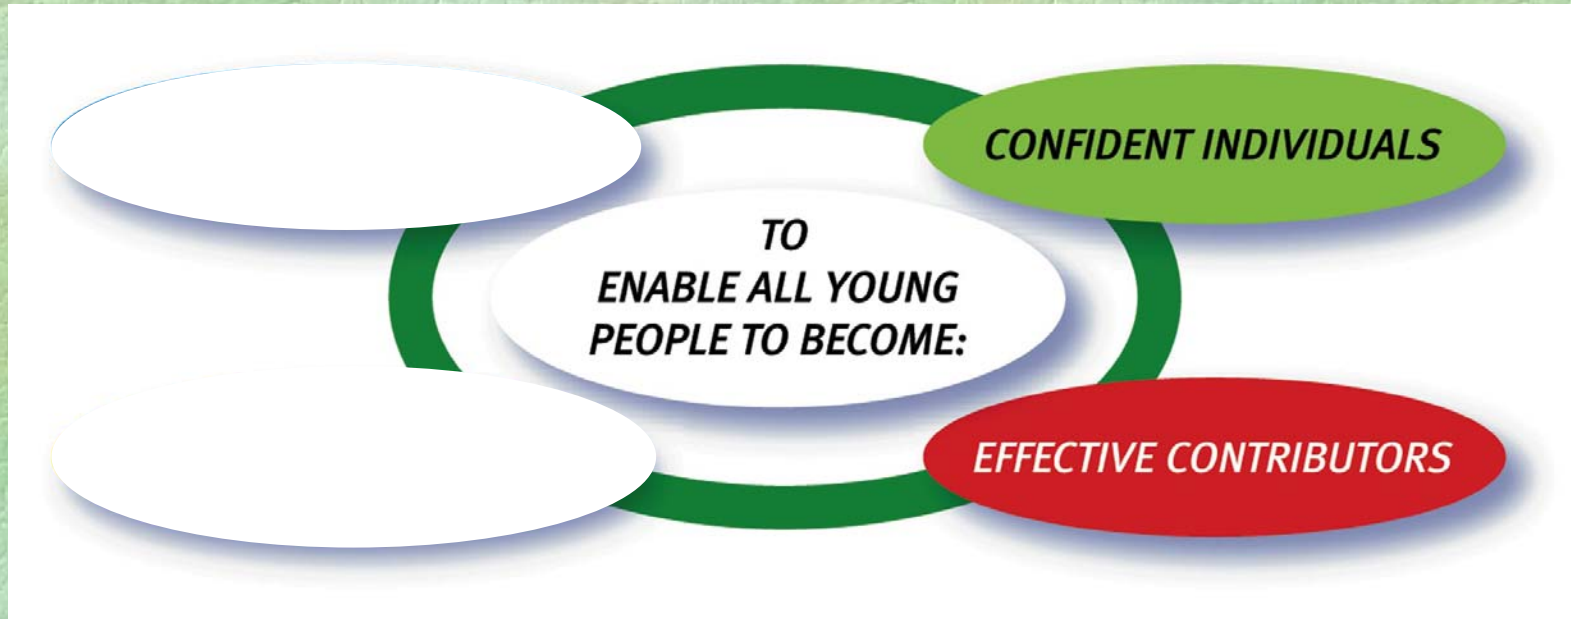 CONFIDENT INDIVIDUALS
TO
ENABLE ALL YOUNG
PEOPLE TO BECOME:
EFFECTIVE CONTRIBUTORS